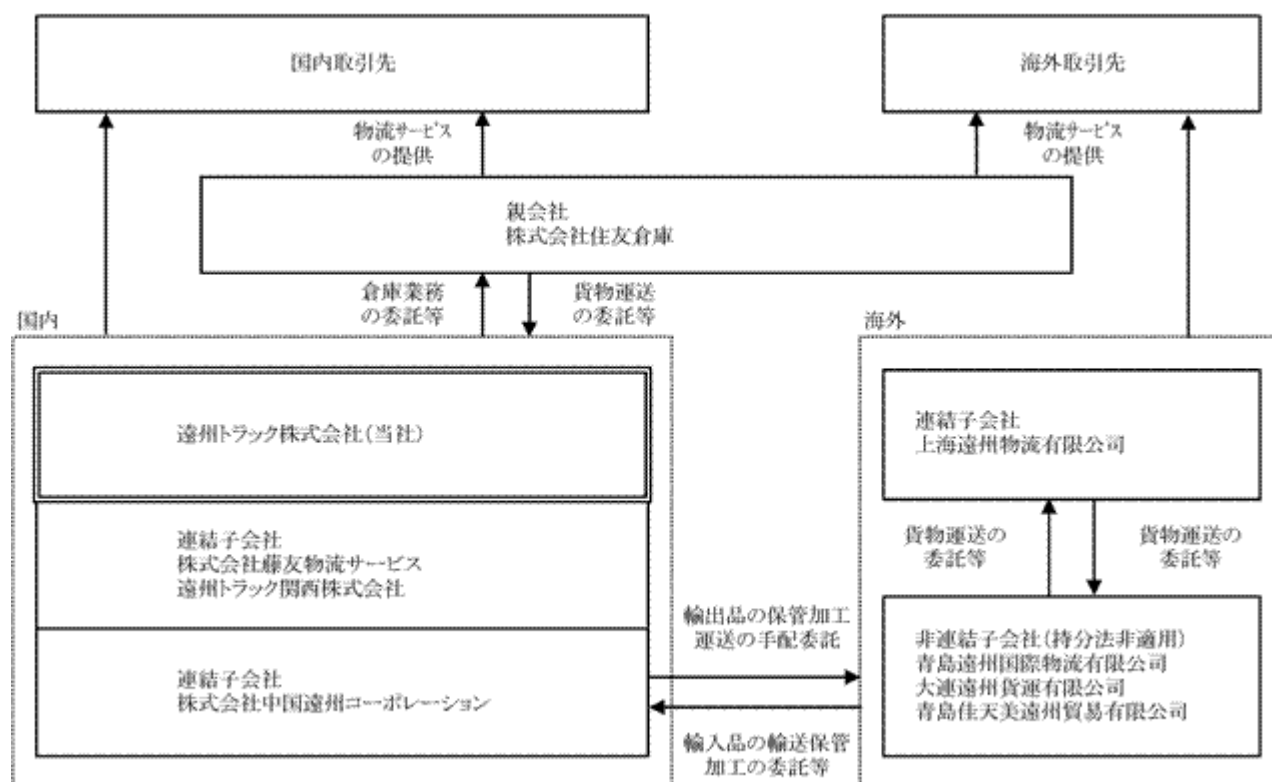 国内取引先
海外取引先
物流サービス
の提供
物流サービス
の提供
親会社
株式会社住友倉庫
倉庫業務
の委託等
貨物運送
の委託等
国内
海外
遠州トラック株式会社(当社)
連結子会社
上海遠州物流有限公司
連結子会社
株式会社藤友物流サービス
遠州トラック関西株式会社
貨物運送の
委託等
貨物運送の
委託等
輸出品の保管加工
運送の手配委託
連結子会社
株式会社中国遠州コーポレーション
非連結子会社(持分法非適用)
青島遠州国際物流有限公司
大連遠州貨運有限公司
青島佳天美遠州貿易有限公司
輸入品の輸送保管
加工の委託等